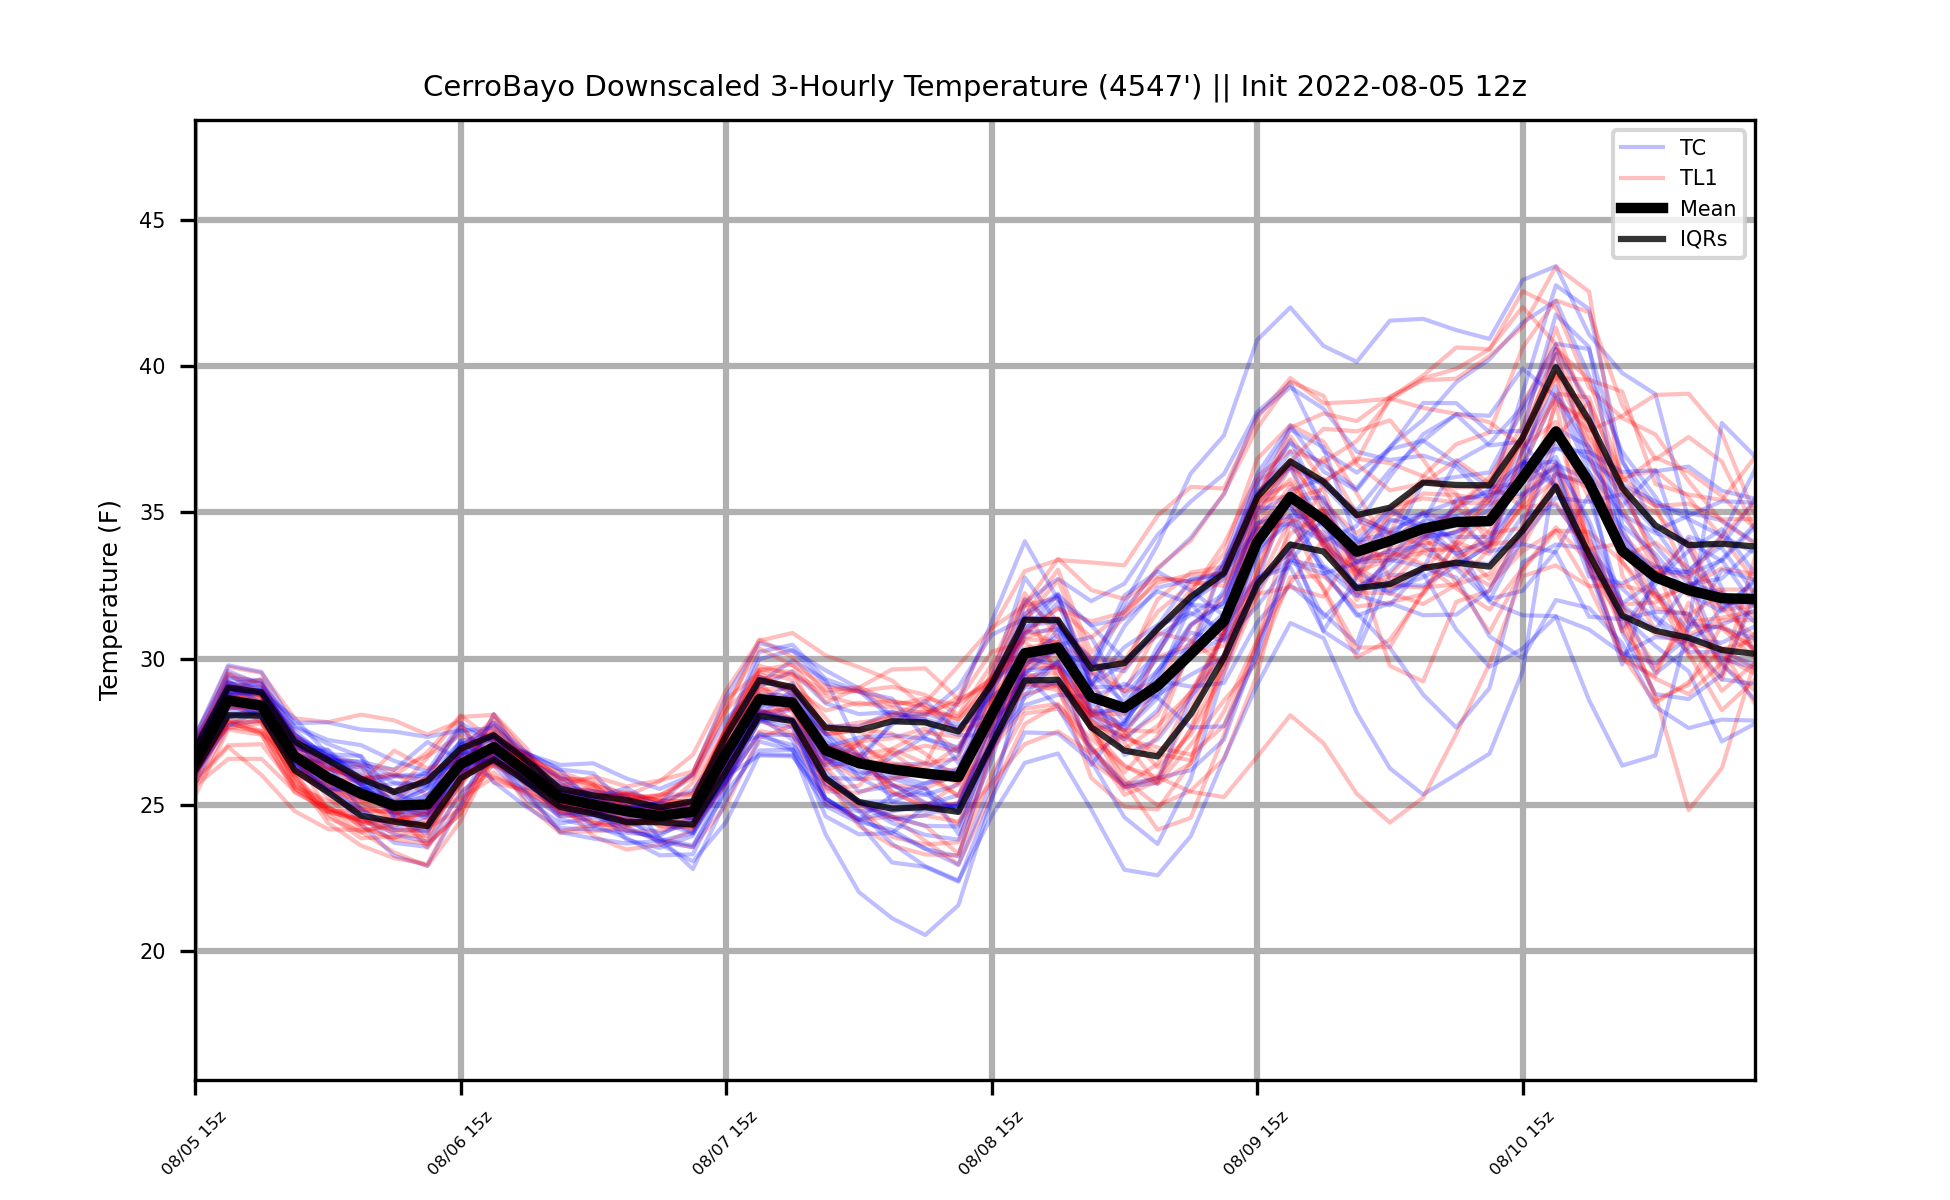 CerroBayo Downscaled 3-Hourly Temperature (4547') || Init 2022-08-05 12z
TC
TL1
Mean
IQRs
Temperature (F)
45
40
35
30
25
20
08/05 15z
08/06 15z
08/07 15z
08/08 15z
08/09 15z
08/10 15z